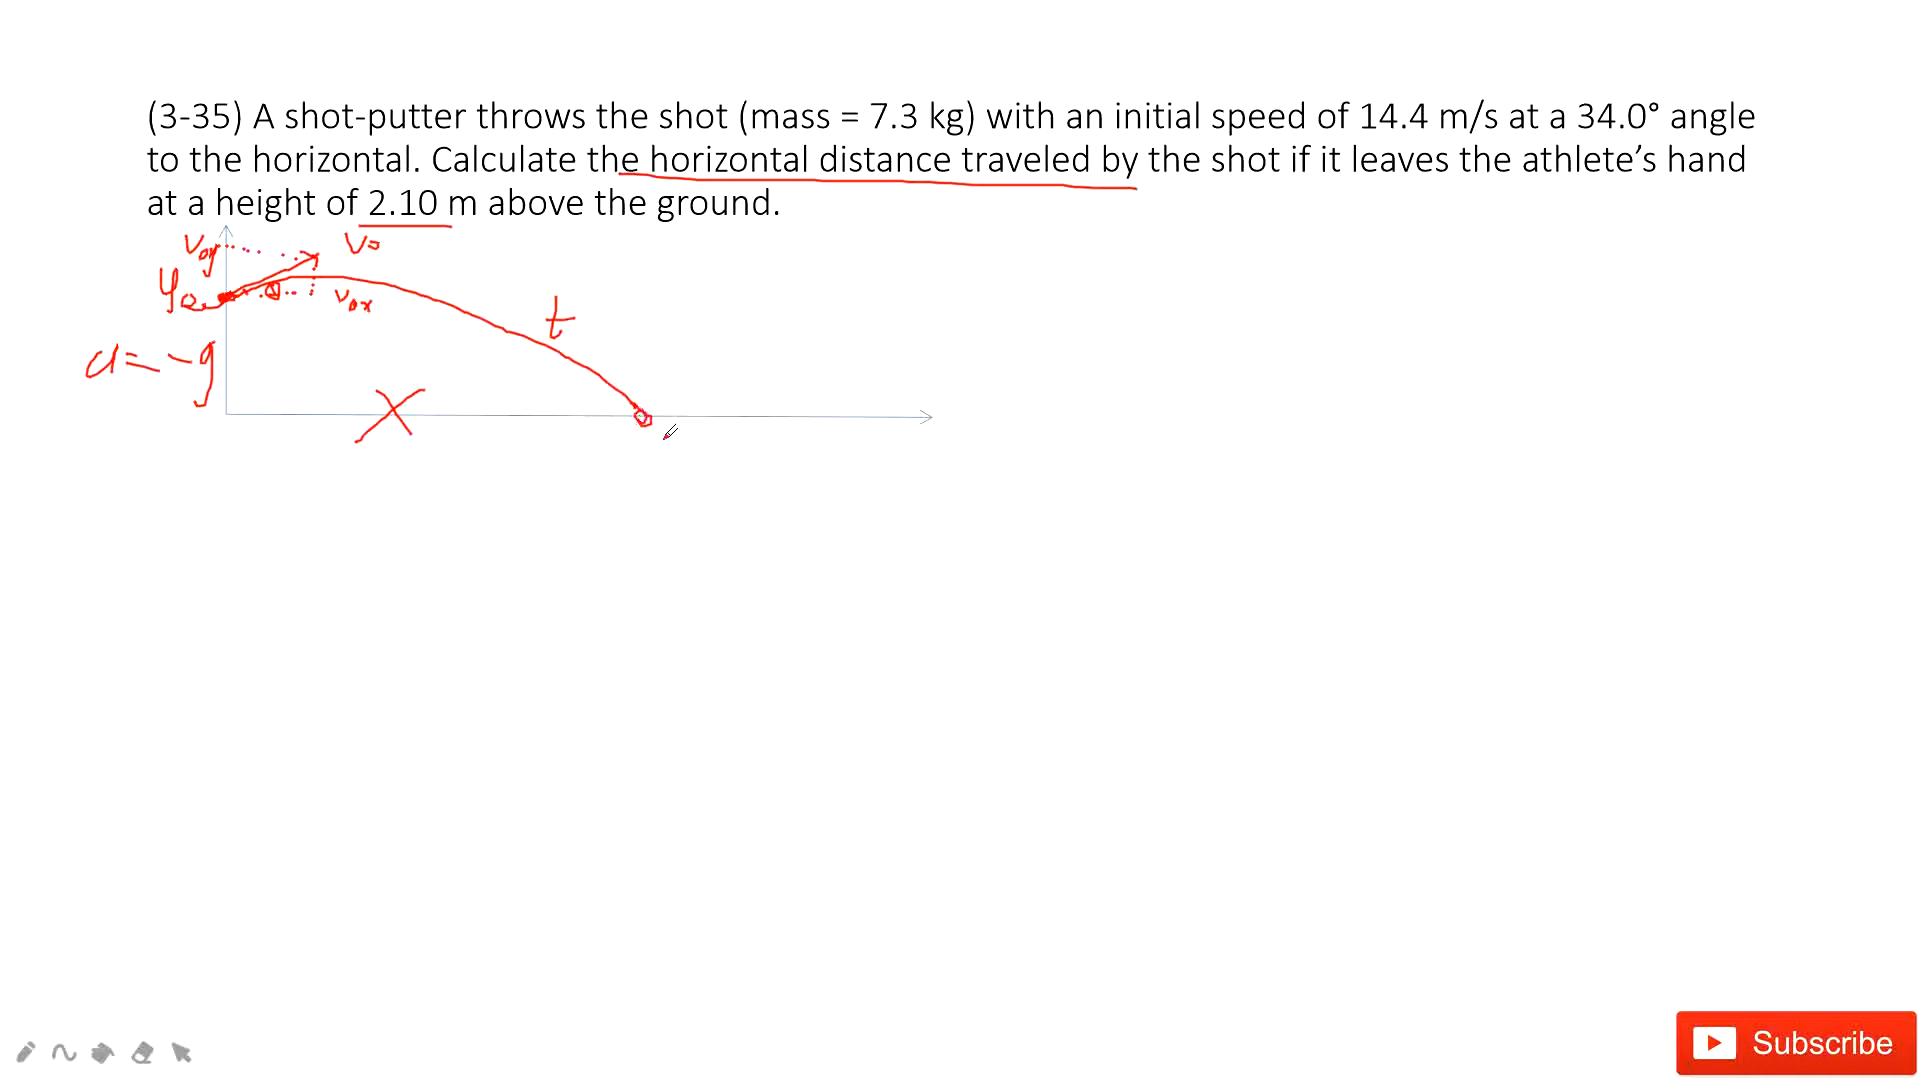 (3-35) A shot-putter throws the shot (mass = 7.3 kg) with an initial speed of 14.4 m/s at a 34.0° angle
to the horizontal. Calculate the horizontal distance traveled by the shot if it leaves the athlete’s hand
at a height of 2.10 m above the ground.
v0y
v0
y0
θ
v0x
t
a = -g
X
Subscribe